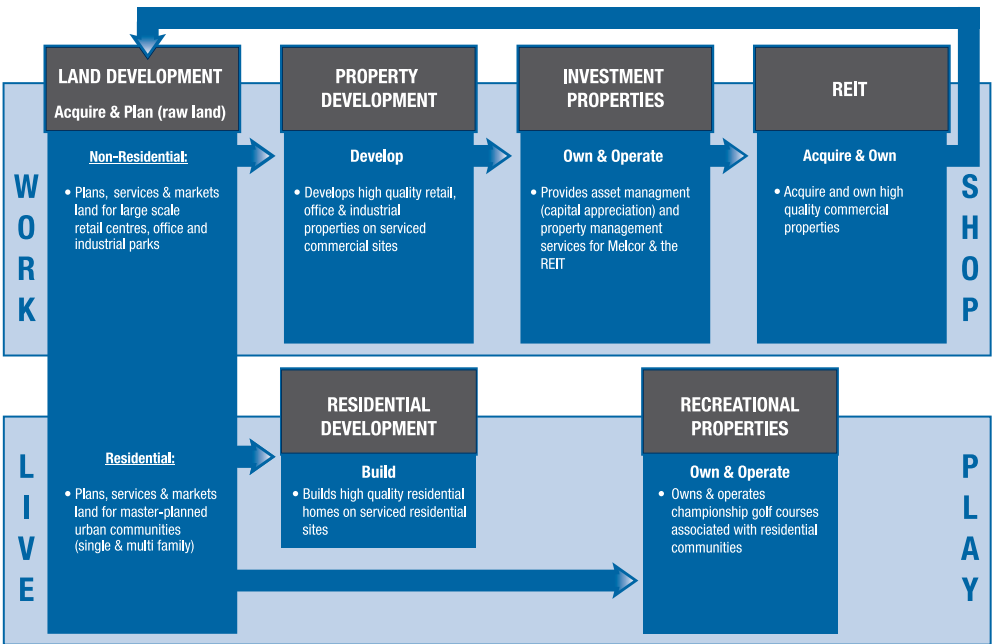 LAND DEVELOPMENT
Acquire & Plan (raw land)
PROPERTY
DEVELOPMENT
INVESTMENT
PROPERTIES
REIT
WORK
Non-Residential:
• Plans, services & markets
land for large scale
retail centres, office and
industrial parks
Develop
• Develops high quality retail,
office & industrial
properties on serviced
commercial sites
Own & Operate
• Provides asset managment
(capital appreciation) and
property management
services for Melcor & the
REIT
Acquire & Own
• Acquire and own high
quality commercial
properties
SHOP
LIVE
Residential:
• Plans, services & markets
land for master-planned
urban communities
(single & multi family)
RESIDENTIAL
DEVELOPMENT
Build
• Builds high quality residential
homes on serviced residential
sites
RECREATIONAL
PROPERTIES
Own & Operate
• Owns & operates
championship golf courses
associated with residential
communities
PLAY